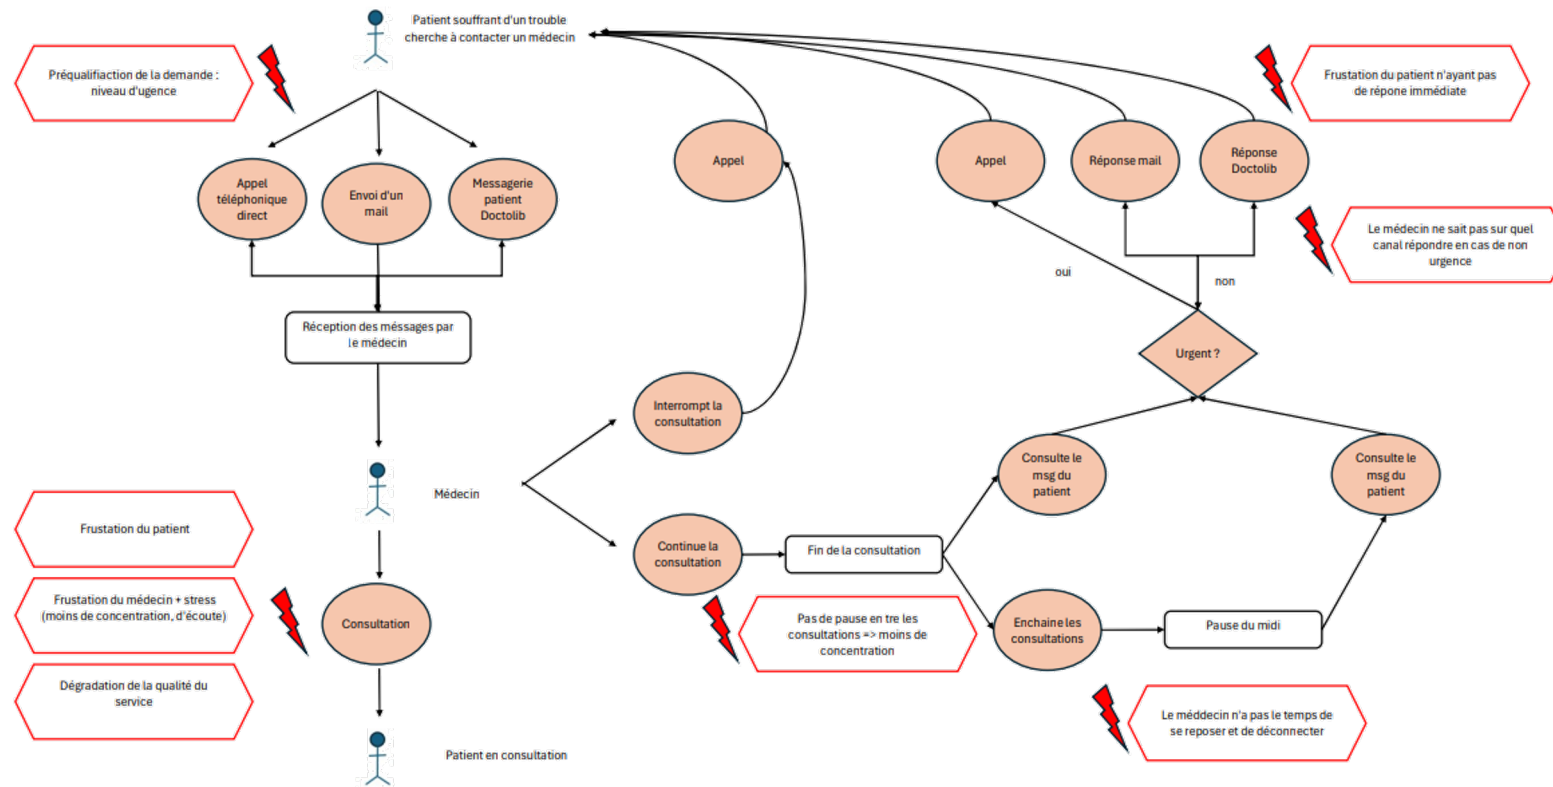 Patient souffrant d'un trouble
cherche à contacter un médecin
Préqualifiaction de la demande :
niveau d'ugence
Frustation du patient n'ayant pas
de répone immédiate
Appel
téléphonique
direct
Envoi d'un
mail
Messagerie
patient
Doctolib
Appel
Appel
Réponse mail
Réponse
Doctolib
Le médecin ne sait pas sur quel
canal répondre en cas de non
urgence
oui
non
Réception des méssages par
le médecin
Urgent ?
Interrompt la
consultation
Médecin
Consulte le
msg du
patient
Consulte le
msg du
patient
Frustation du patient
Continue la
consultation
Fin de la consultation
Frustation du médecin + stress
(moins de concentration, d'écoute)
Consultation
Pas de pause en tre les
consultations => moins de
concentration
Enchaine les
consultations
Pause du midi
Dégradation de la qualité du
service
Le méddecin n'a pas le temps de
se reposer et de déconnecter
Patient en consultation